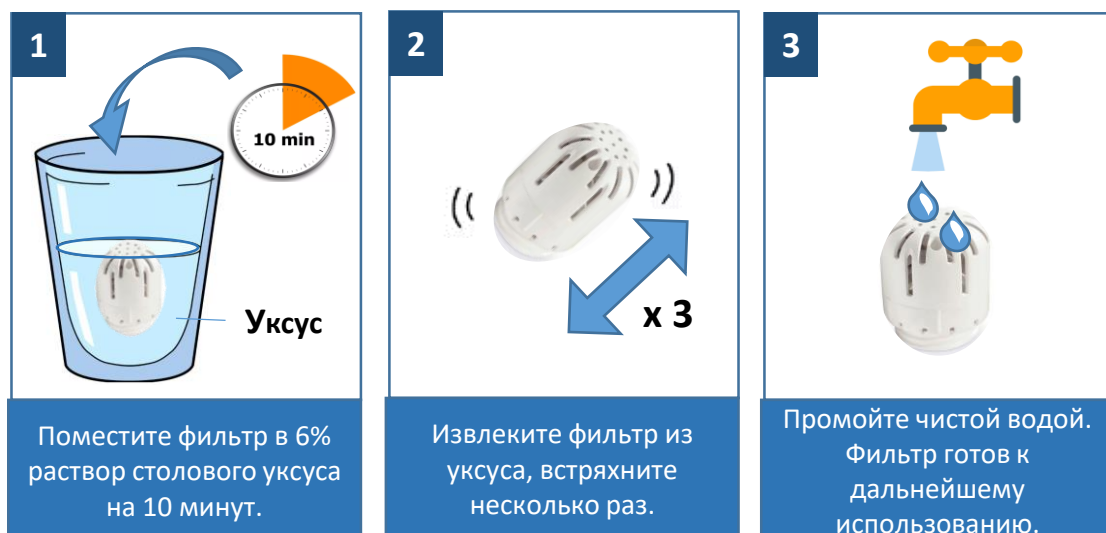 1
10 min
Уксус
Поместите фильтр в 6%
раствор столового уксуса
на 10 минут.
2
x 3
Извлеките фильтр из
уксуса, встряхните
несколько раз.
3
Промойте чистой водой.
Фильтр готов к
дальнейшему
использованию.